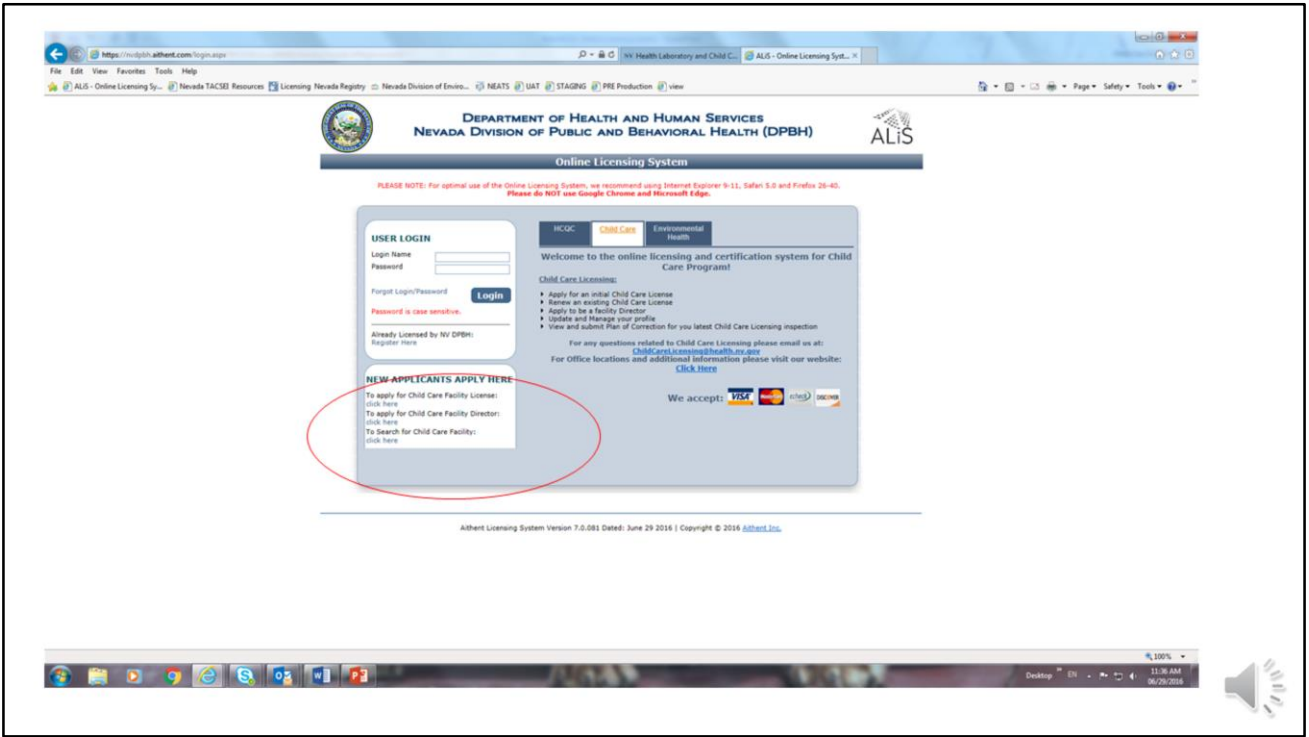 https://nvdpbh.aithent.com/login.aspx
NV Health Laboratory and Child C...
ALiS - Online Licensing Syst...
File Edit View Favorites Tools Help
ALiS - Online Licensing Sy... Nevada TACSEI Resources Licensing Nevada Registry Nevada Division of Enviro... NEATS UAT STAGING PRE Production view
Page Safety Tools
DEPARTMENT OF HEALTH AND HUMAN SERVICES
NEVADA DIVISION OF PUBLIC AND BEHAVIORAL HEALTH (DPBH)
ALiS
Online Licensing System
PLEASE NOTE: For optimal use of the Online Licensing System, we recommend using Internet Explorer 9-11, Safari 5.0 and Firefox 26-40.
Please do NOT use Google Chrome and Microsoft Edge.
USER LOGIN
Login Name
Password
Forgot Login/Password
Login
Password is case sensitive.
Already Licensed by NV DPBH:
Register Here
NEW APPLICANTS APPLY HERE
To apply for Child Care Facility License:
click here
To apply for Child Care Facility Director:
click here
To Search for Child Care Facility:
click here
HCQC
Child Care
Environmental
Health
Welcome to the online licensing and certification system for Child
Care Program!
Child Care Licensing:
Apply for an initial Child Care License
Renew an existing Child Care License
Apply to be a facility Director
Update and Manage your profile
View and submit Plan of Correction for you latest Child Care Licensing inspection
For any questions related to Child Care Licensing please email us at:
ChildCareLicensing@health.nv.gov
For Office locations and additional information please visit our website:
Click Here
We accept: VISA MasterCard echeck DISCOVER
Aithent Licensing System Version 7.0.081 Dated: June 29 2016 | Copyright © 2016 Aithent Inc.
100%
Desktop EN
11:36 AM
06/29/2016